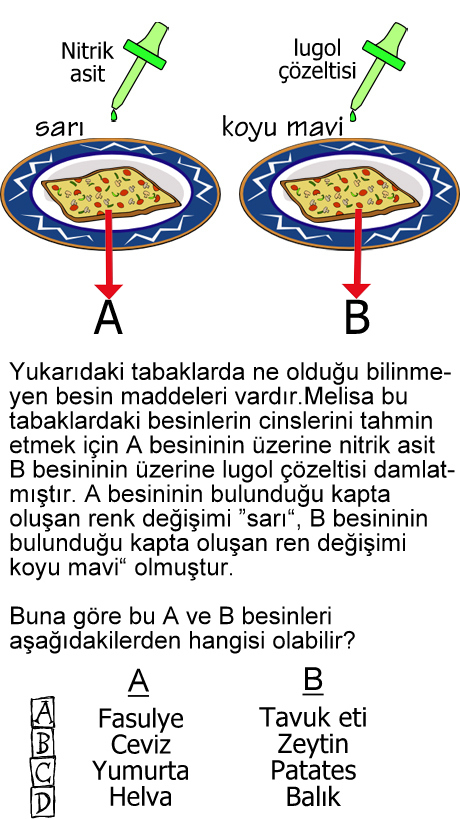 Nitrik
asit
lugol
çözeltisi
sarı
koyu mavi
A
B
Yukarıdaki tabaklarda ne olduğu bilinme-
yen besin maddeleri vardır.Melisa bu
tabaklardaki besinlerin cinslerini tahmin
etmek için A besininin üzerine nitrik asit
B besininin üzerine lugol çözeltisi damlat-
mıştır. A besininin bulunduğu kapta
oluşan renk değişimi ”sarı“, B besininin
bulunduğu kapta oluşan ren değişimi
koyu mavi“ olmuştur.
Buna göre bu A ve B besinleri
aşağıdakilerden hangisi olabilir?
A B
A Fasulye Tavuk eti
B Ceviz Zeytin
C Yumurta Patates
D Helva Balık